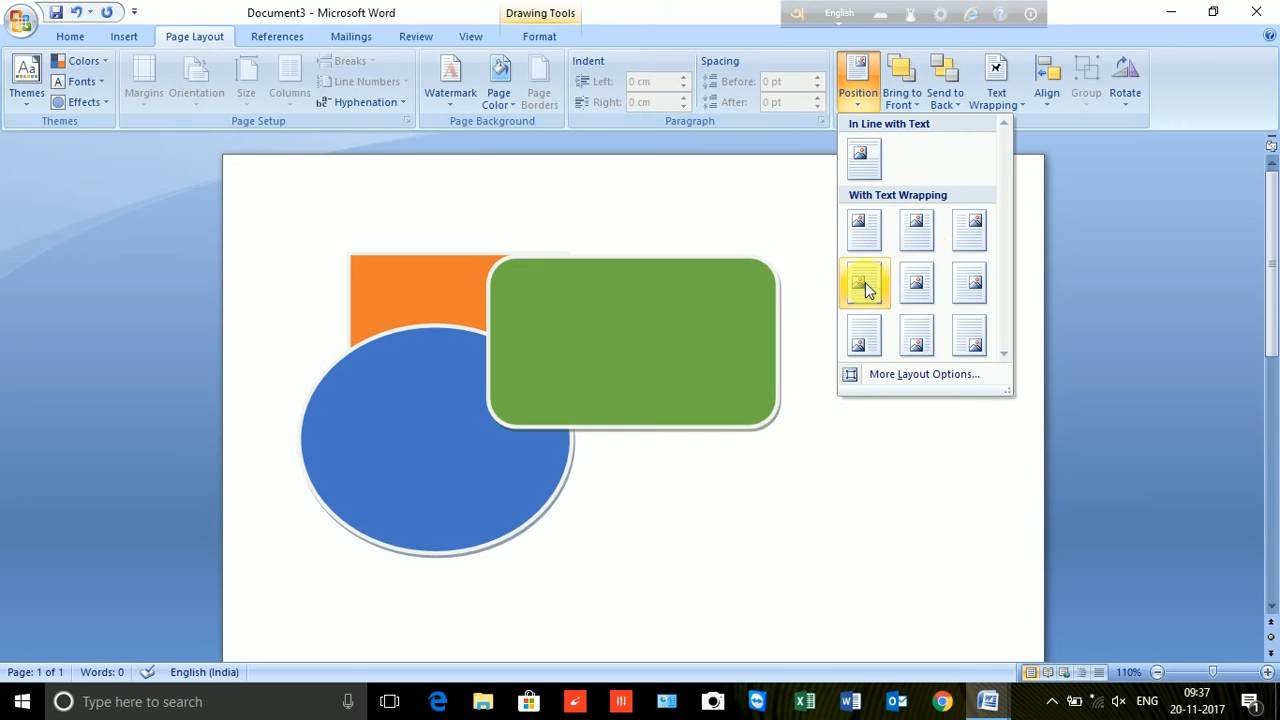 Document3 - Microsoft Word
Drawing Tools
English
Home
Insert
Page Layout
References
Mailings
Review
View
Format
Themes
Colors
Fonts
Effects
Themes
Margins
Orientation
Size
Columns
Breaks
Line Numbers
Hyphenation
Page Setup
Watermark
Page Color
Page Borders
Page Background
Indent
Left: 0 cm
Right: 0 cm
Spacing
Before: 0 pt
After: 0 pt
Paragraph
Position
Bring to Front
Send to Back
Text Wrapping
Align
Group
Rotate
In Line with Text
With Text Wrapping
More Layout Options...
Page: 1 of 1
Words: 0
English (India)
110%
Type here to search
ENG
09:37
20-11-2017